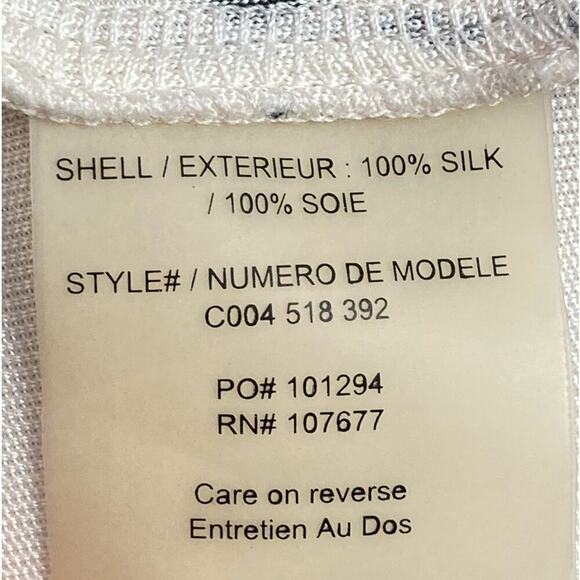 SHELL / EXTERIEUR : 100% SILK
/ 100% SOIE
STYLE# / NUMERO DE MODELE
C004 518 392
PO# 101294
RN# 107677
Care on reverse
Entretien Au Dos